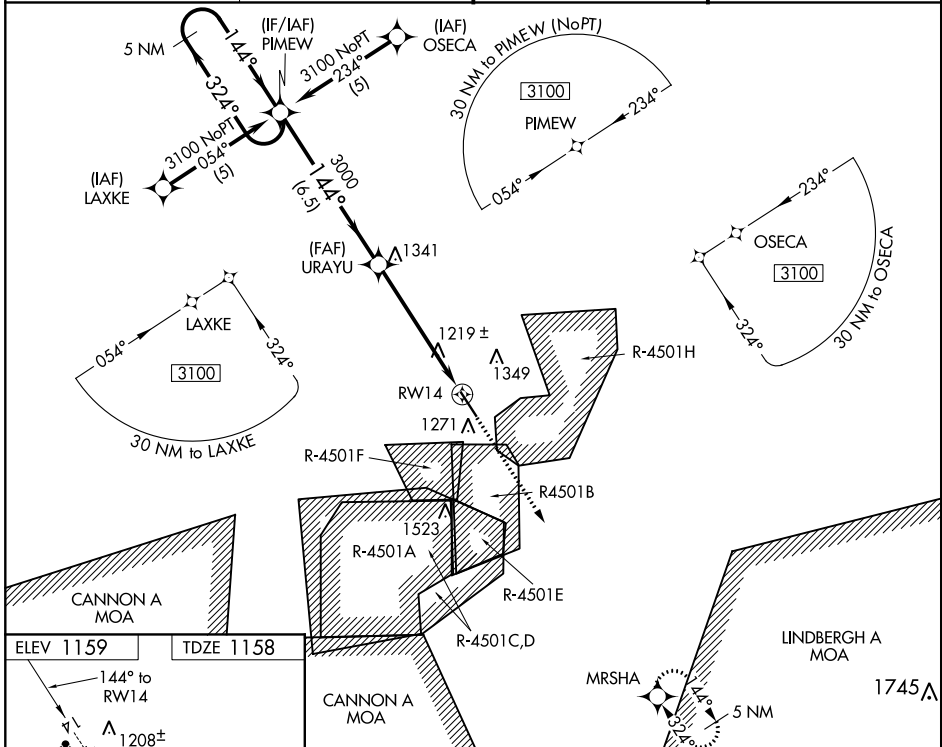 (IF/IAF)
PIMEW
(IAF)
OSECA
5 NM
144°
324°
3100 NoPT
234°
(5)
3100 NoPT
054°
(5)
(IAF)
LAXKE
3000
144°
(6.5)
30 NM to PIMEW (NoPT)
3100
PIMEW
234°
054°
(FAF)
URAYU
1341
234°
OSECA
3100
324°
30 NM to OSECA
LAXKE
054°
324°
3100
30 NM to LAXKE
1219 ±
1349
RW14
1271
R-4501H
R-4501F
R4501B
1523
R-4501A
R-4501E
R-4501C,D
CANNON A
MOA
CANNON A
MOA
LINDBERGH A
MOA
MRSHA
144°
324°
5 NM
1745
ELEV 1159
TDZE 1158
144° to
RW14
14
1208±